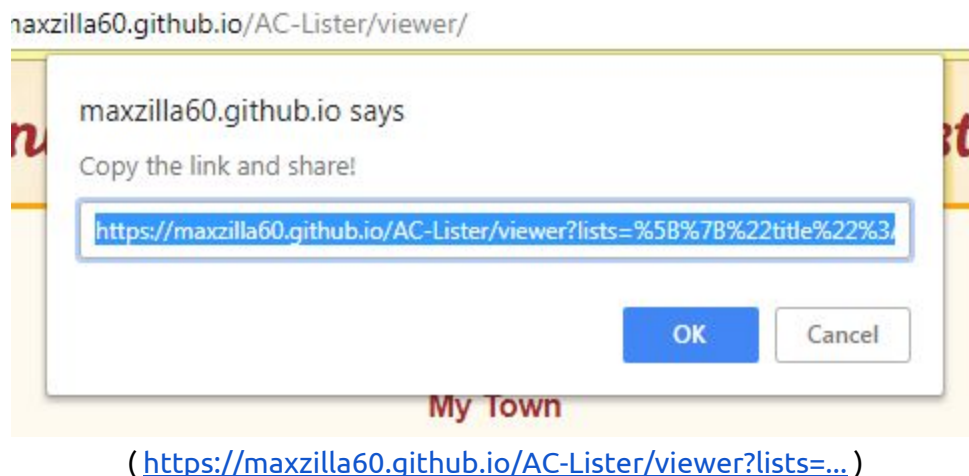 maxzilla60.github.io/AC-Lister/viewer/
maxzilla60.github.io says
Copy the link and share!
https://maxzilla60.github.io/AC-Lister/viewer?lists=%5B%7B%22title%22%3
OK Cancel
My Town
( https://maxzilla60.github.io/AC-Lister/viewer?lists=... )